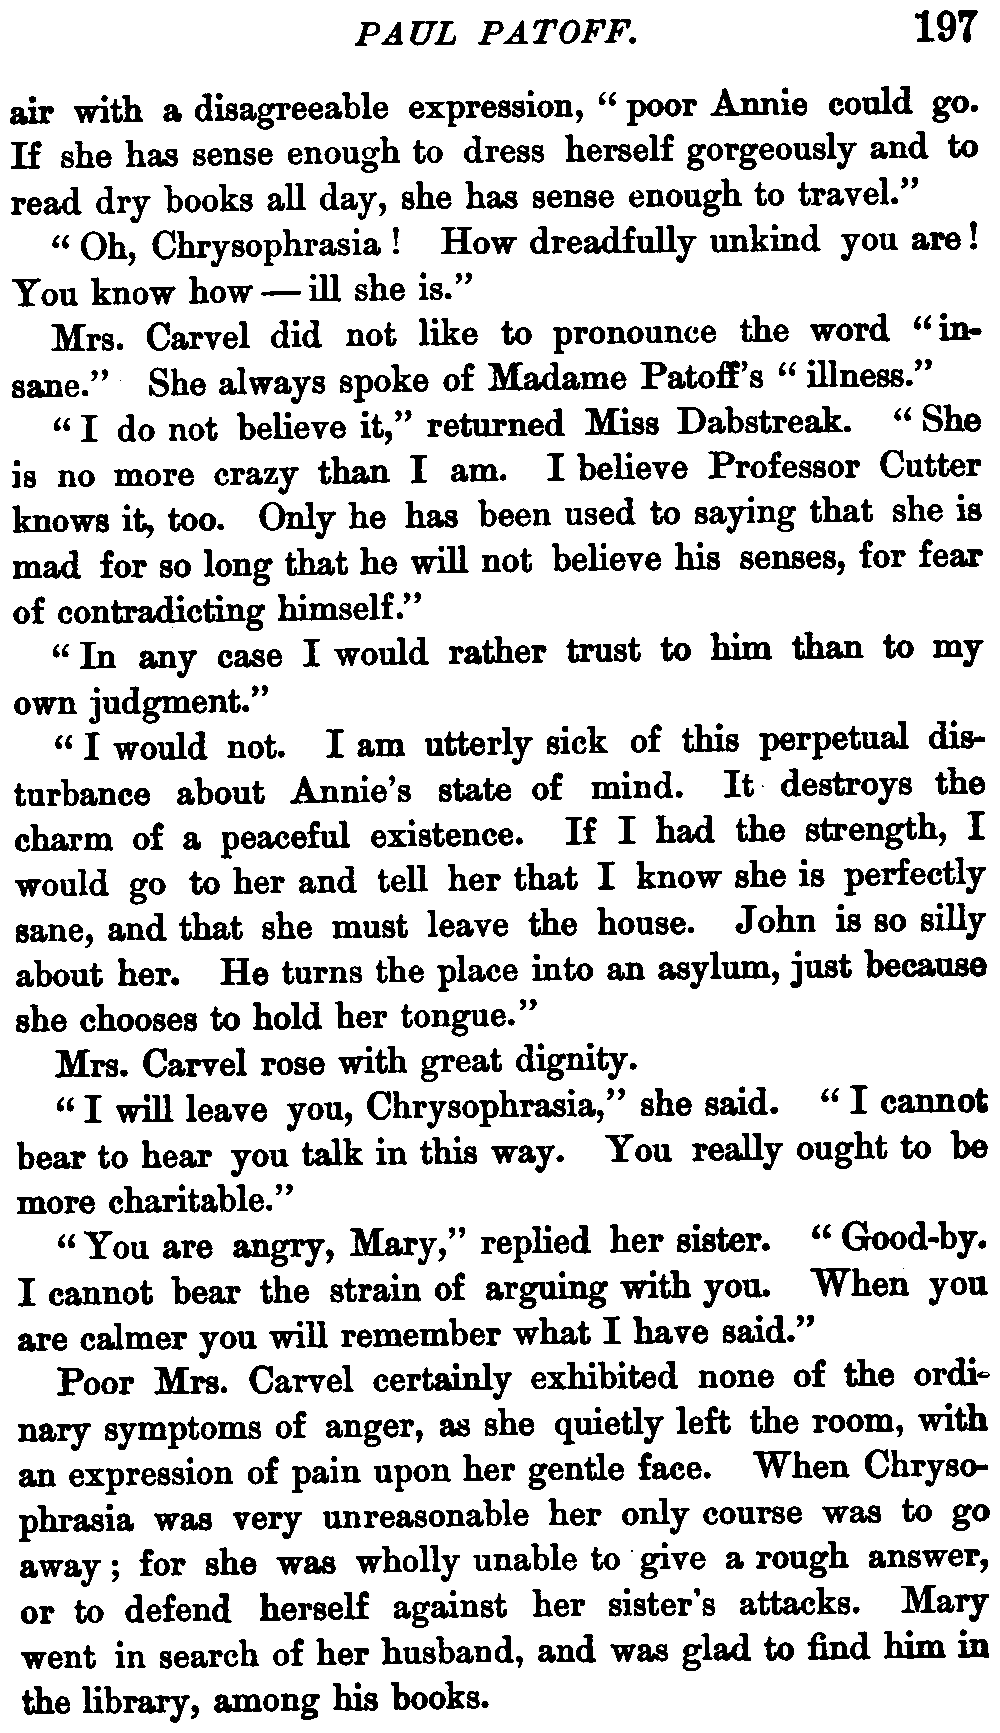 PAUL PATOFF. 197
air with a disagreeable expression, “ poor Annie could go.
If she has sense enough to dress herself gorgeously and to
read dry books all day, she has sense enough to travel.”
“ Oh, Chrysophrasia ! How dreadfully unkind you are !
You know how — ill she is.”
Mrs. Carvel did not like to pronounce the word “ in-
sane.” She always spoke of Madame Patoff’s “ illness.”
“ I do not believe it,” returned Miss Dabstreak. “ She
is no more crazy than I am. I believe Professor Cutter
knows it, too. Only he has been used to saying that she is
mad for so long that he will not believe his senses, for fear
of contradicting himself.”
“ In any case I would rather trust to him than to my
own judgment.”
“ I would not. I am utterly sick of this perpetual dis-
turbance about Annie’s state of mind. It destroys the
charm of a peaceful existence. If I had the strength, I
would go to her and tell her that I know she is perfectly
sane, and that she must leave the house. John is so silly
about her. He turns the place into an asylum, just because
she chooses to hold her tongue.”
Mrs. Carvel rose with great dignity.
“ I will leave you, Chrysophrasia,” she said. “ I cannot
bear to hear you talk in this way. You really ought to be
more charitable.”
“ You are angry, Mary,” replied her sister. “ Good-by.
I cannot bear the strain of arguing with you. When you
are calmer you will remember what I have said.”
Poor Mrs. Carvel certainly exhibited none of the ordi-
nary symptoms of anger, as she quietly left the room, with
an expression of pain upon her gentle face. When Chryso-
phrasia was very unreasonable her only course was to go
away ; for she was wholly unable to give a rough answer,
or to defend herself against her sister’s attacks. Mary
went in search of her husband, and was glad to find him in
the library, among his books.